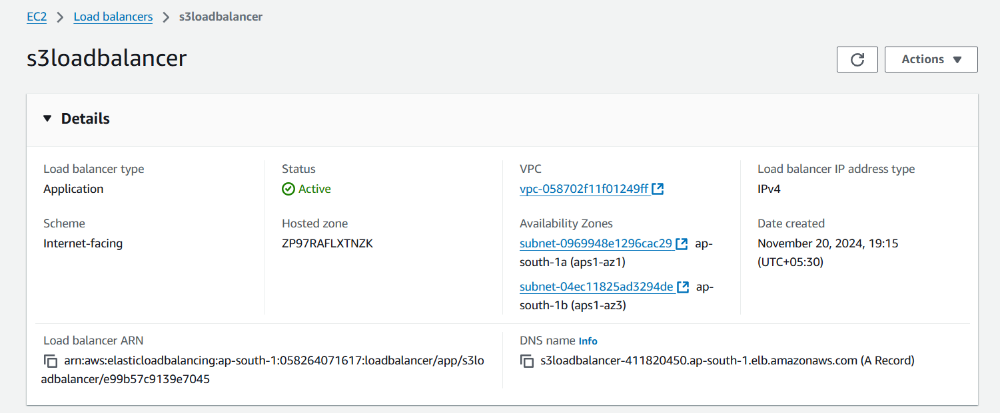 EC2 > Load balancers > s3loadbalancer
s3loadbalancer
Actions
Details
Load balancer type
Application
Status
Active
VPC
vpc-058702f11f01249ff
Load balancer IP address type
IPv4
Scheme
Internet-facing
Hosted zone
ZP97RAFLXTNZK
Availability Zones
subnet-0969948e1296cac29 ap-
south-1a (aps1-az1)
subnet-04ec11825ad3294de ap-
south-1b (aps1-az3)
Date created
November 20, 2024, 19:15
(UTC+05:30)
Load balancer ARN
arn:aws:elasticloadbalancing:ap-south-1:058264071617:loadbalancer/app/s3lo
adbalancer/e99b57c9139e7045
DNS name Info
s3loadbalancer-411820450.ap-south-1.elb.amazonaws.com (A Record)